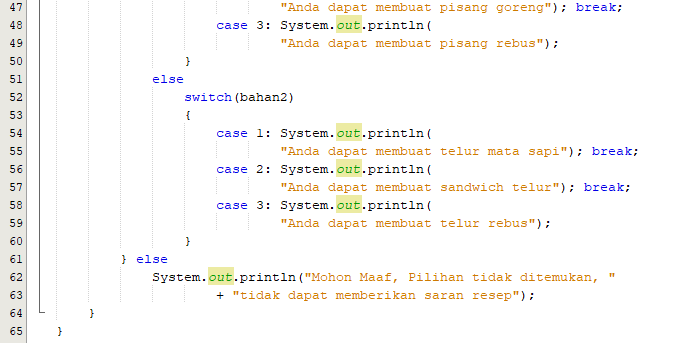 47 "Anda dapat membuat pisang goreng"); break;
48 case 3: System.out.println(
49 "Anda dapat membuat pisang rebus");
50 }
51 else
52 switch(bahan2)
53 {
54 case 1: System.out.println(
55 "Anda dapat membuat telur mata sapi"); break;
56 case 2: System.out.println(
57 "Anda dapat membuat sandwich telur"); break;
58 case 3: System.out.println(
59 "Anda dapat membuat telur rebus");
60 }
61 } else
62 System.out.println("Mohon Maaf, Pilihan tidak ditemukan, "
63 + "tidak dapat memberikan saran resep");
64 }
65 }